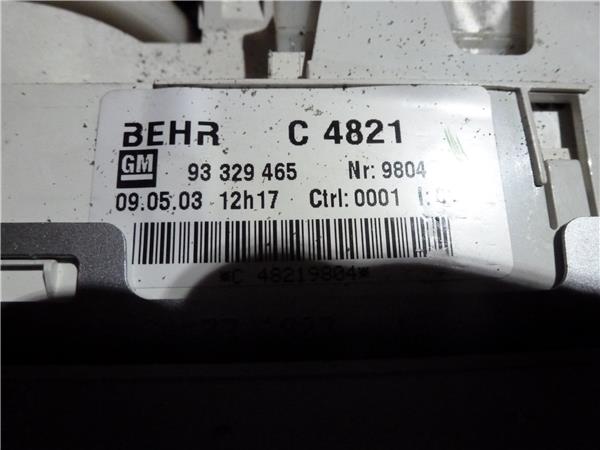 BEHR C 4821
GM 93 329 465 Nr: 9804
09.05.03 12h17 Ctrl: 0001
*C 48219804*